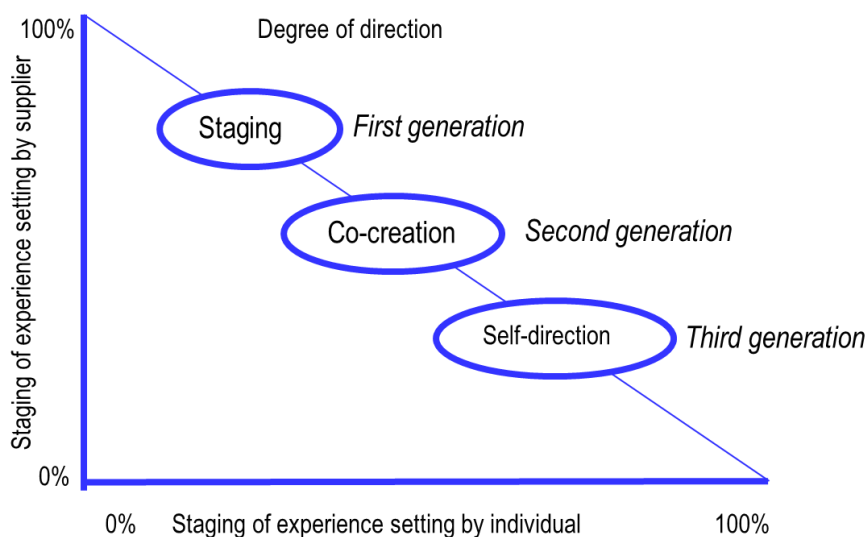 100%
Degree of direction
Staging of experience setting by supplier
Staging
First generation
Co-creation
Second generation
Self-direction
Third generation
0%
0%
Staging of experience setting by individual
100%